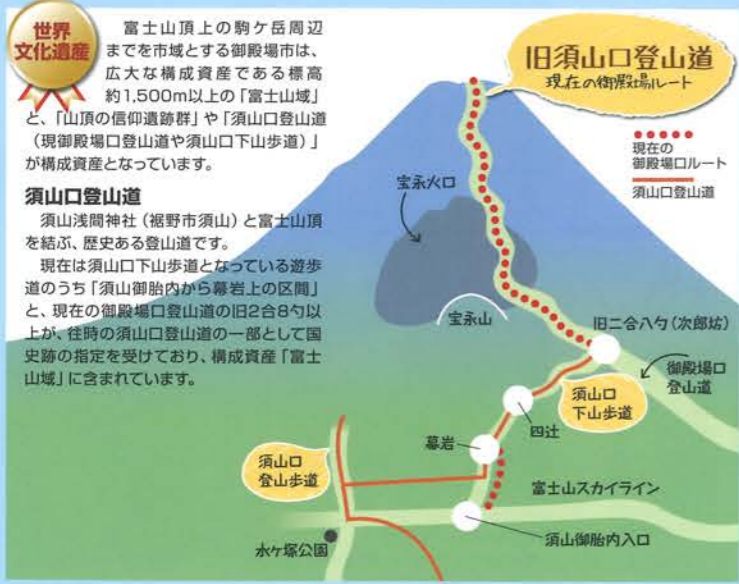 世界
文化遺産
富士山頂上の駒ケ岳周辺
までを市域とする御殿場市は、
広大な構成資産である標高
約1,500m以上の「富士山域」
と、「山頂の信仰遺跡群」や「須山口登山道
（現御殿場口登山道や須山口下山歩道）」
が構成資産となっています。
須山口登山道
須山浅間神社（裾野市須山）と富士山頂
を結ぶ、歴史ある登山道です。
現在は須山口下山歩道となっている遊歩
道のうち「須山御胎内から幕岩上の区間」
と、現在の御殿場口登山道の旧2合8勺以
上が、往時の須山口登山道の一部として国
史跡の指定を受けており、構成資産「富士
山域」に含まれています。
旧須山口登山道
現在の御殿場ルート
現在の
御殿場口ルート
須山口登山道
宝永火口
宝永山
旧二合八勺（次郎坊）
御殿場口
登山道
須山口
下山歩道
四辻
幕岩
須山口
登山歩道
富士山スカイライン
須山御胎内入口
水ケ塚公園